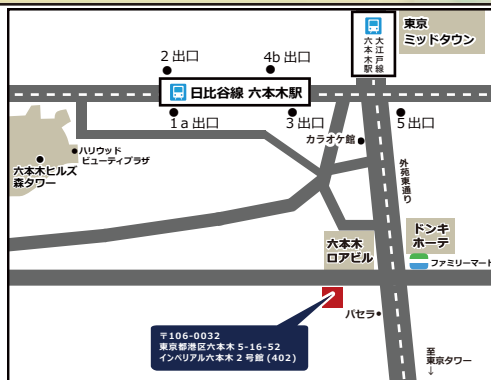 東京
ミッドタウン
大江戸線
六本木駅
2 出口
4b 出口
日比谷線 六本木駅
1a 出口
3 出口
5 出口
カラオケ館
ハリウッド
ビューティプラザ
六本木ヒルズ
森タワー
外苑東通り
六本木
ロアビル
ドンキ
ホーテ
ファミリーマート
パセラ
〒106-0032
東京都港区六本木 5-16-52
インペリアル六本木 2 号館 (402)
至
東京タワー
↓